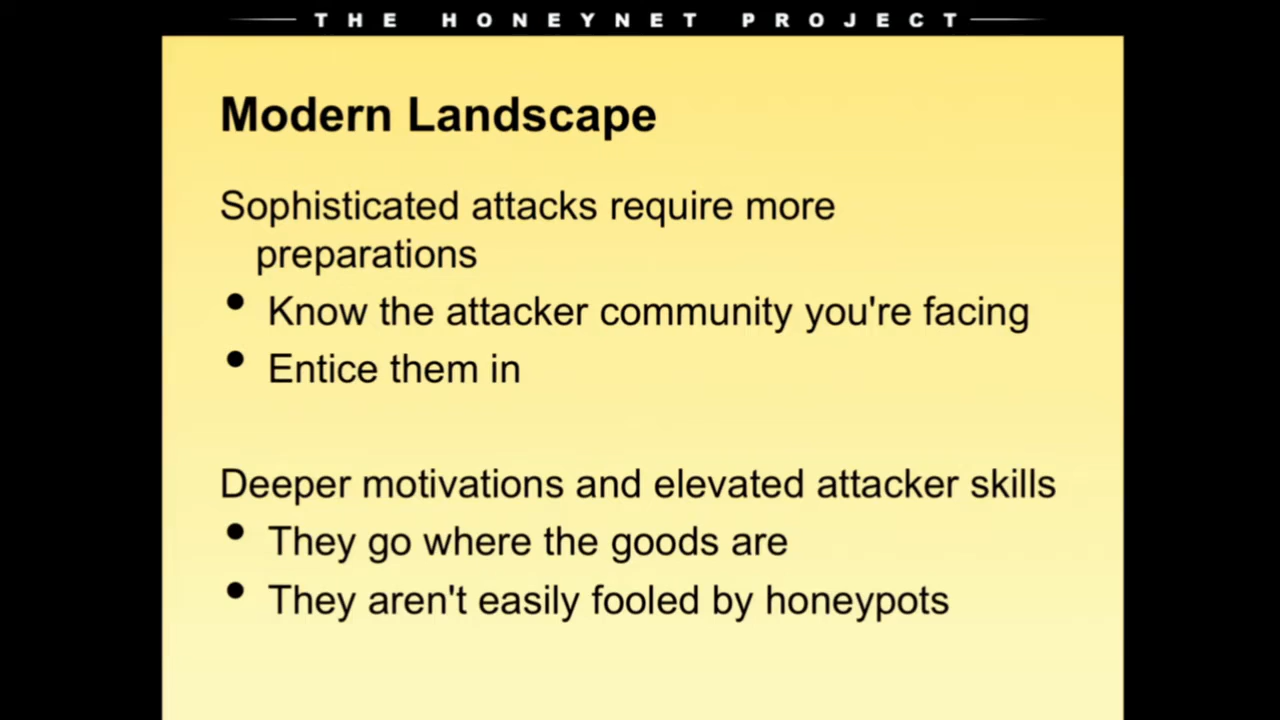 THE HONEYNET PROJECT
Modern Landscape
Sophisticated attacks require more
preparations
• Know the attacker community you're facing
• Entice them in
Deeper motivations and elevated attacker skills
• They go where the goods are
• They aren't easily fooled by honeypots